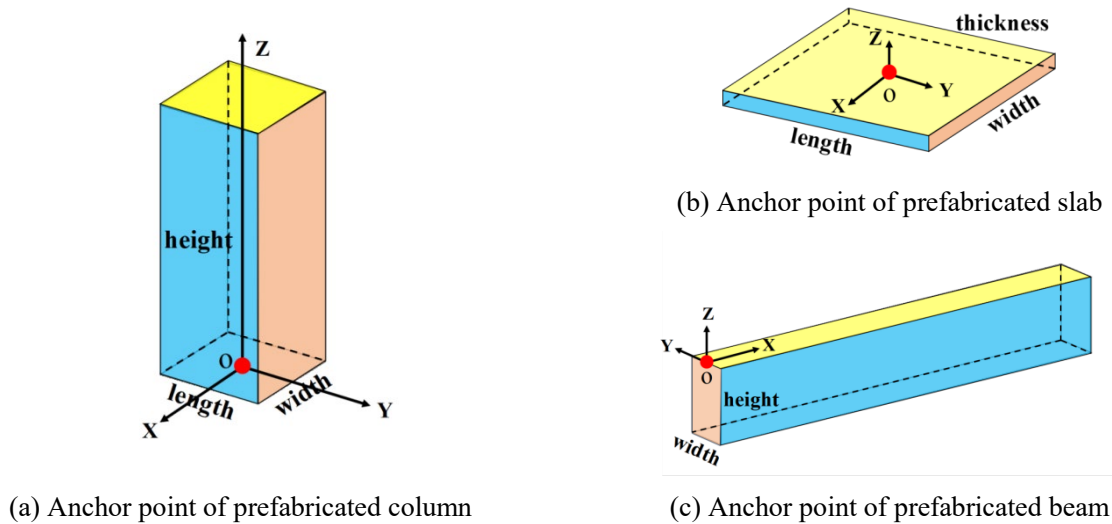 Z
height
O
length
width
X
Y
(a) Anchor point of prefabricated column
thickness
Z
X
O
Y
length
width
(b) Anchor point of prefabricated slab
Z
Y
X
O
height
width
(c) Anchor point of prefabricated beam